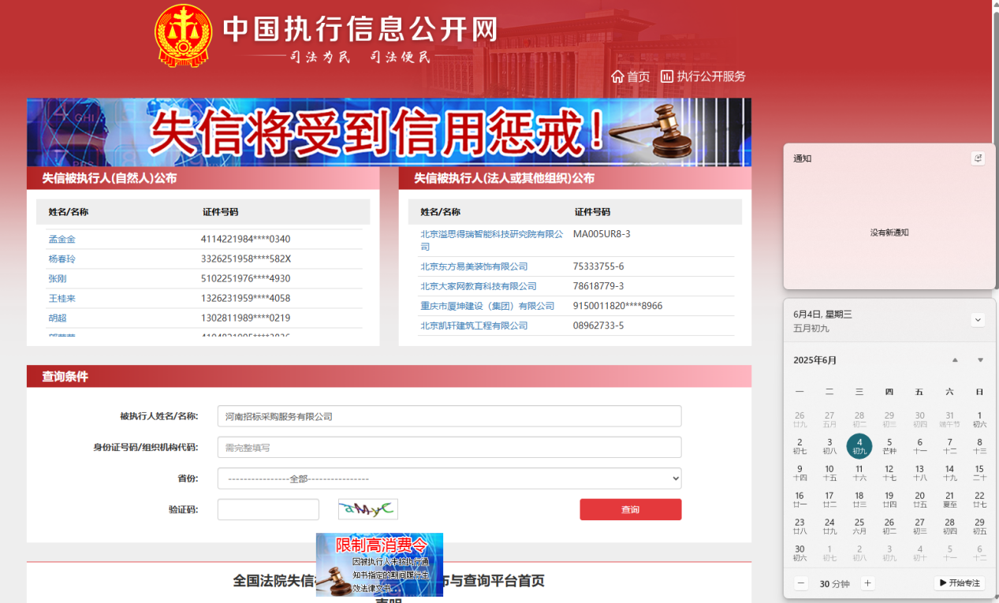 中国执行信息公开网
司法为民 司法便民
首页 执行公开服务
4 GHI
失信将受到信用惩戒!
失信被执行人(自然人)公布
姓名/名称 证件号码
孟金金 4114221984****0340
杨春玲 3326251958****582X
张刚 5102251976****4930
王桂来 1326231959****4058
胡超 1302811989****0219
失信被执行人(法人或其他组织)公布
姓名/名称 证件号码
北京溢思得瑞智能科技研究院有限公 MA005UR8-3
司
北京东方易美装饰有限公司 75333755-6
北京大家网教育科技有限公司 78618779-3
重庆市厦坤建设（集团）有限公司 9150011820****8966
北京凯轩建筑工程有限公司 08962733-5
查询条件
被执行人姓名/名称: 河南招标采购服务有限公司
身份证号码/组织机构代码: 需完整填写
省份: ----------------全部----------------
验证码: aMyC 查询
限制高消费令
因被执行人未按执行通
知书指定的期间履行生
效法律文书...
全国法院失信
布与查询平台首页
声明
通知
没有新通知
6月4日, 星期三
五月初九
2025年6月
一 二 三 四 五 六 日
26 27 28 29 30 31 1
廿九 五月 初二 初三 初四 端午节 初六
2 3 4 5 6 7 8
初七 初八 初九 芒种 十一 十二 十三
9 10 11 12 13 14 15
十四 十五 十六 十七 十八 十九 二十
16 17 18 19 20 21 22
廿一 廿二 廿三 廿四 廿五 夏至 廿七
23 24 25 26 27 28 29
廿八 廿九 六月 初二 初三 初四 初五
30 1 2 3 4 5 6
初六 初七 初八 初九 初十 十一 十二
30 分钟 开始专注